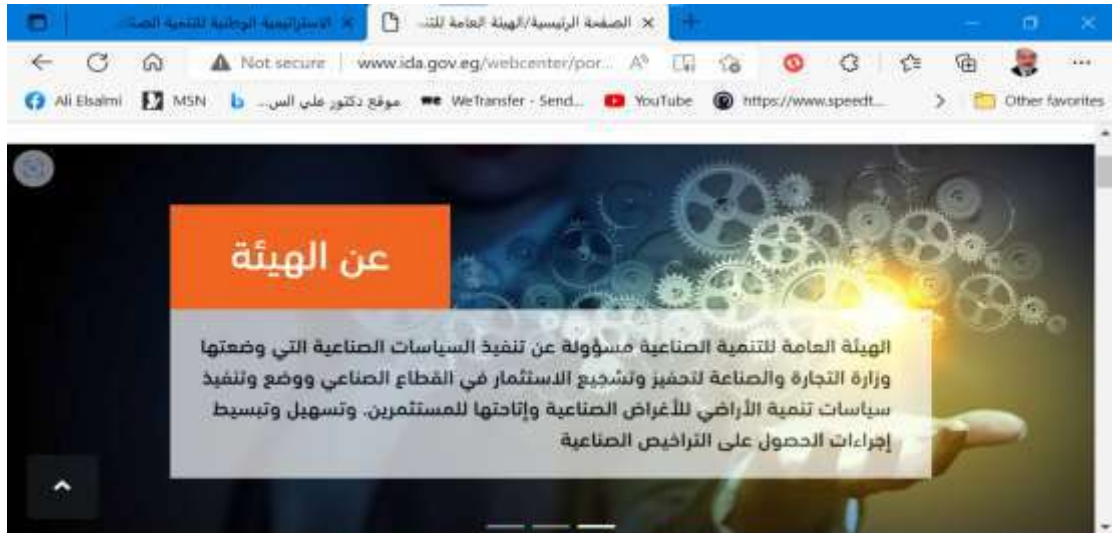 الصفحة الرئيسية/الهيئة العامة للتنـ...
الاستراتيجية الوطنية للتنمية الصنا...
Not secure | www.ida.gov.eg/webcenter/por...
Ali Elsalmi
MSN
موقع دكتور علي الس...
WeTransfer - Send...
YouTube
https://www.speedt...
Other favorites
عن الهيئة
الهيئة العامة للتنمية الصناعية مسؤولة عن تنفيذ السياسات الصناعية التي وضعتها
وزارة التجارة والصناعة لتحفيز وتشجيع الاستثمار في القطاع الصناعي ووضع وتنفيذ
سياسات تنمية الأراضي للأغراض الصناعية وإتاحتها للمستثمرين. وتسهيل وتبسيط
إجراءات الحصول على التراخيص الصناعية